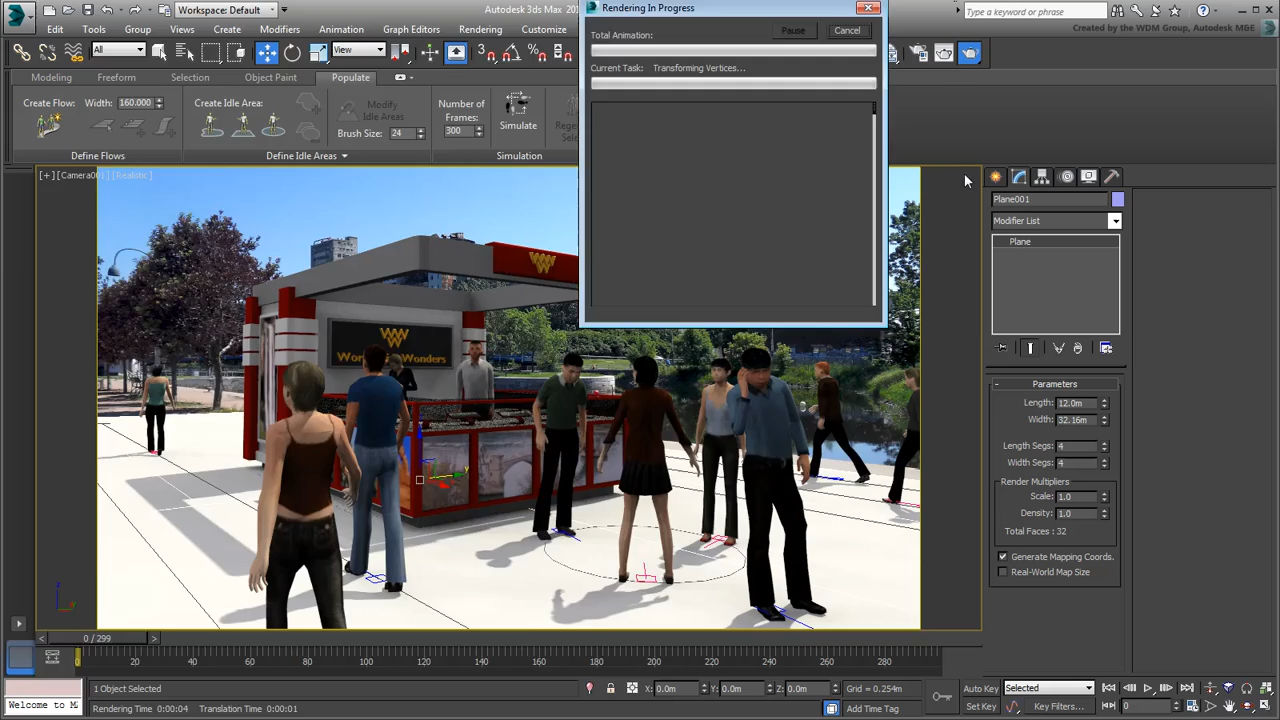 Workspace: Default
Autodesk 3ds Max
Rendering In Progress
Type a keyword or phrase
Edit Tools Group Views Create Modifiers Animation Graph Editors Rendering Customize
Created by the WDM Group, Autodesk M&E
Total Animation:
Pause
Cancel
All
View
Current Task: Transforming Vertices...
Modeling Freeform Selection Object Paint Populate
Create Flow: Width: 160.000
Create Idle Area:
Modify
Idle Areas
Brush Size: 24
Number of
Frames:
300
Simulate
Define Flows
Define Idle Areas
Simulation
[+] [Camera001] [Realistic]
Plane001
Modifier List
Plane
Parameters
Length: 12.0m
Width: 32.16m
Length Segs: 4
Width Segs: 4
Render Multipliers
Scale: 1.0
Density: 1.0
Total Faces : 32
Generate Mapping Coords.
Real-World Map Size
z
y
0 / 299
0 20 40 60 80 100 120 140 160 180 200 220 240 260 280
1 Object Selected
X: 0.0m Y: 0.0m Z: 0.0m Grid = 0.254m
Auto Key
Selected
Welcome to M
Rendering Time 0:00:04 Translation Time 0:00:01
Add Time Tag
Set Key
Key Filters...
0